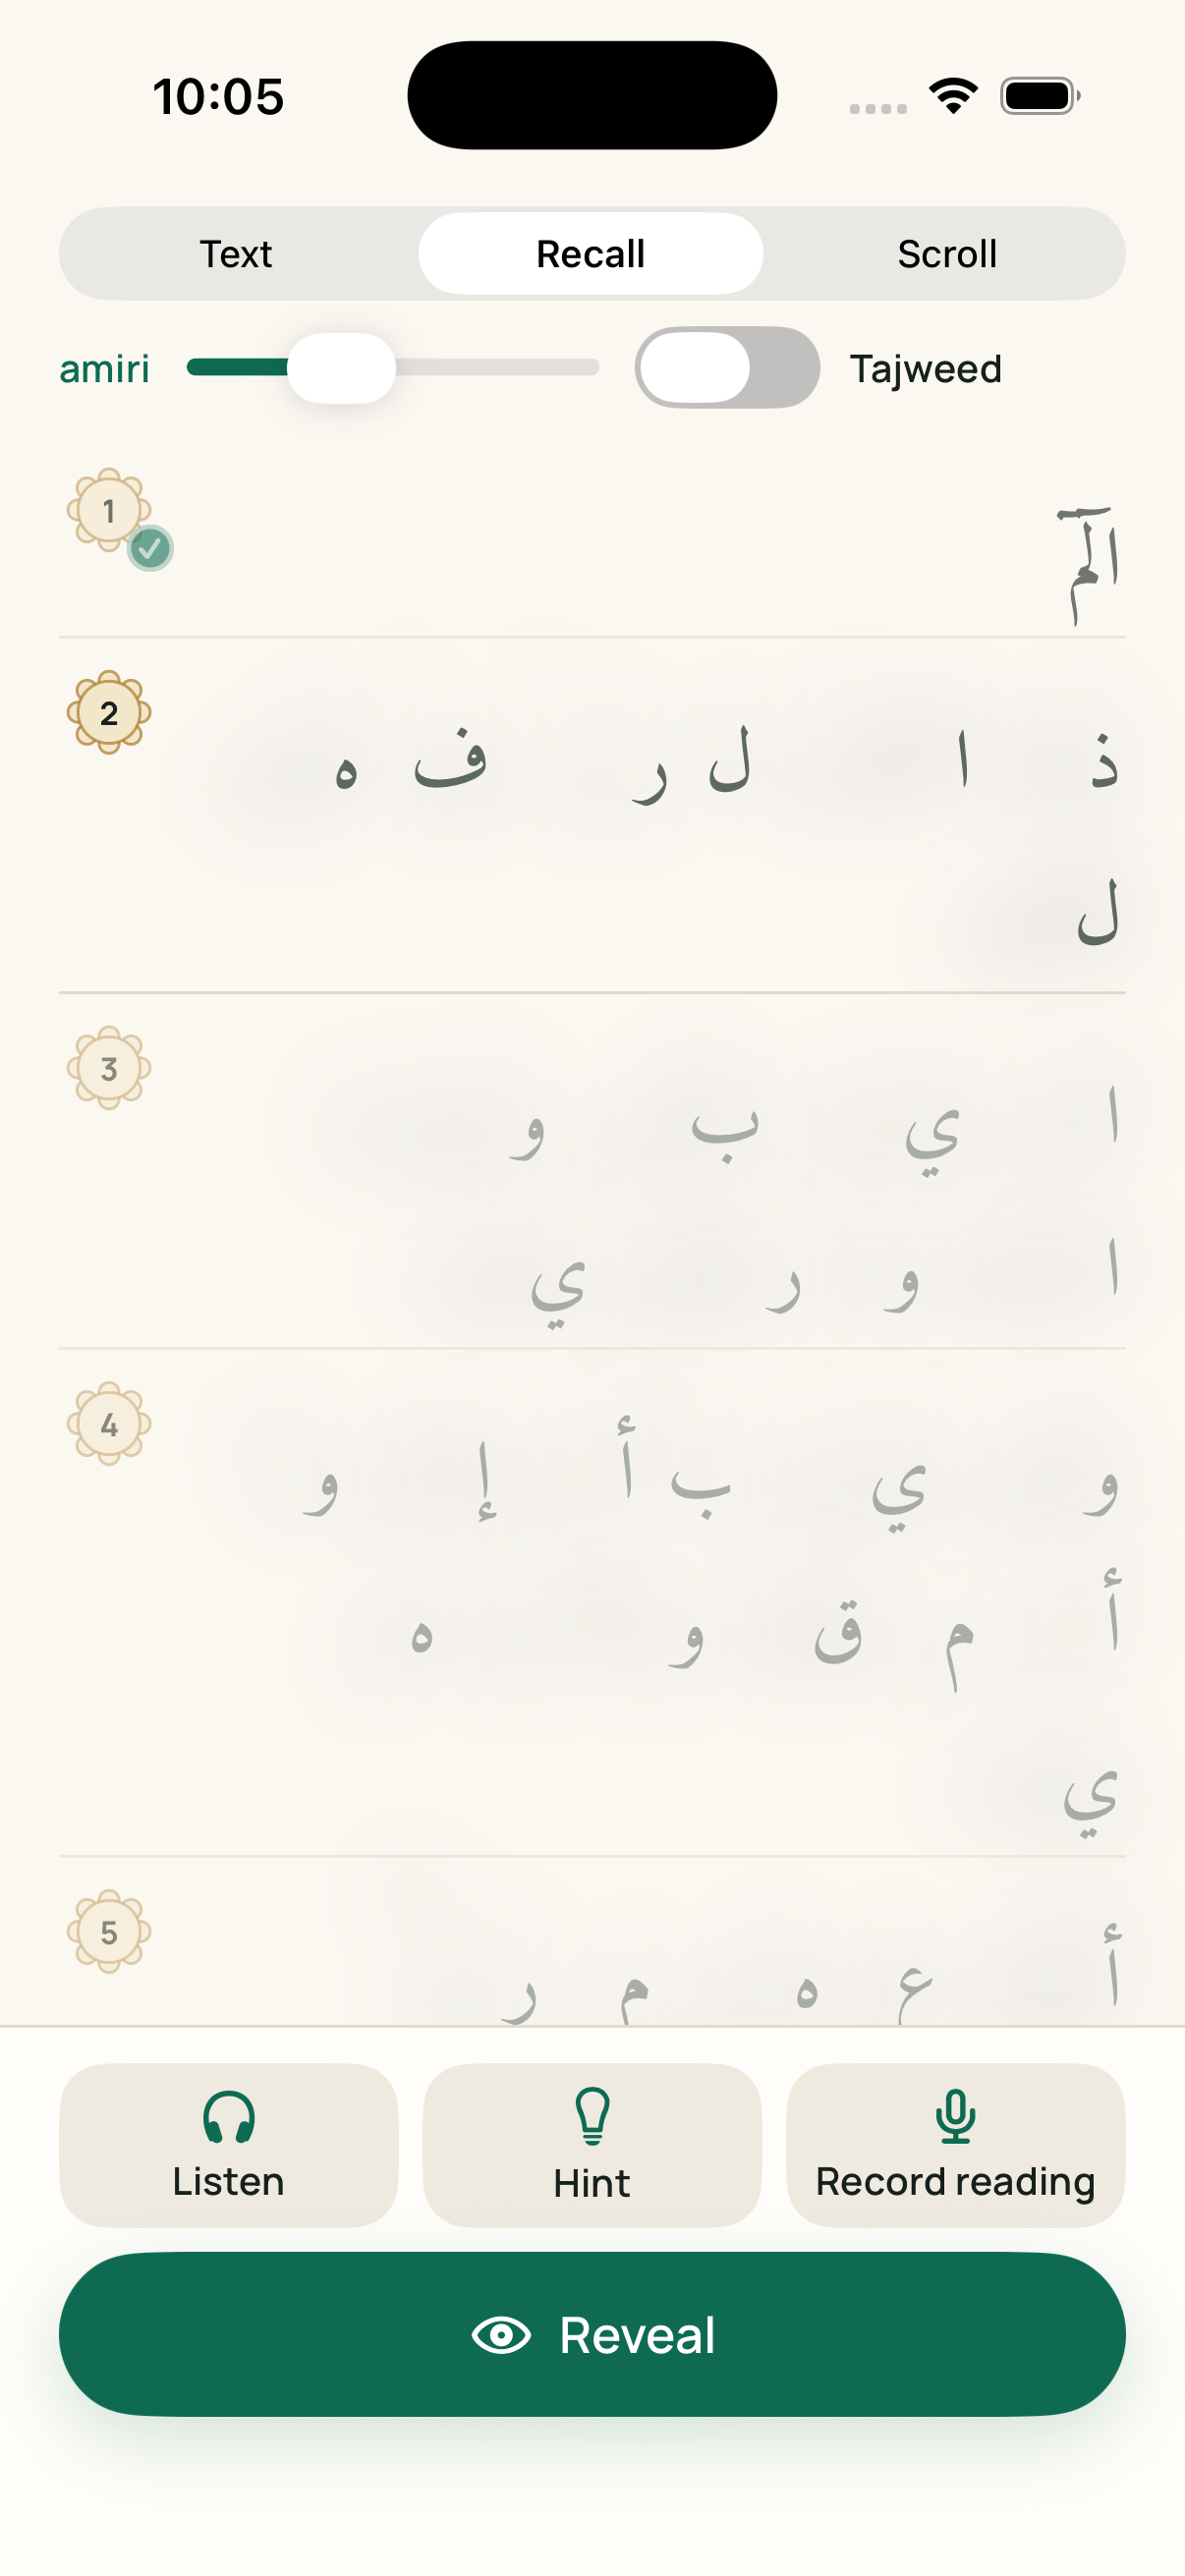 10:05
Text Recall Scroll
amiri Tajweed
1
الٓمٓ
2
ذ ا ل ر ف ه
ل
3
ا ي ب و
ا و ر ي
4
و ي ب أ إ و
أ م ق و ه
ي
5
أ ع ه م ر
Listen Hint Record reading
Reveal